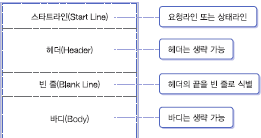 스타트라인(Start Line)
요청라인 또는 상태라인
헤더(Header)
헤더는 생략 가능
빈 줄(Blank Line)
헤더의 끝을 빈 줄로 식별
바디(Body)
바디는 생략 가능